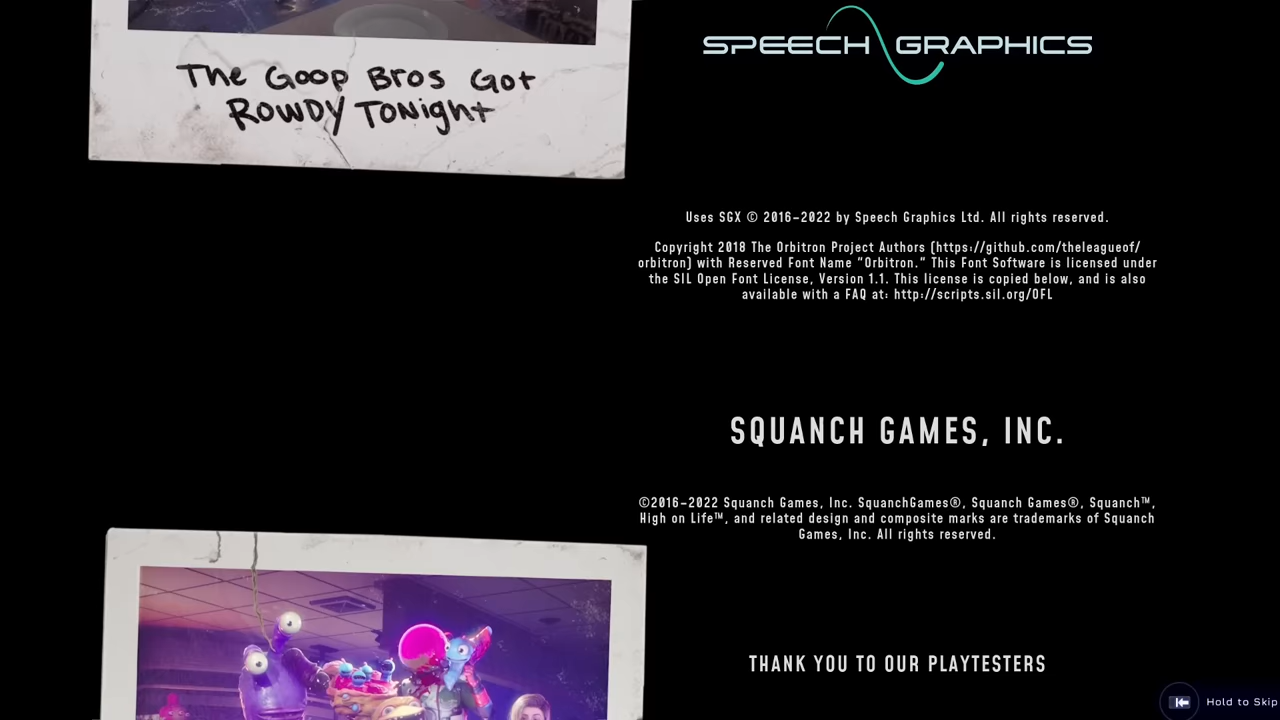 The Goop Bros Got
Rowdy Tonight
SPEECH GRAPHICS
Uses SGX © 2016–2022 by Speech Graphics Ltd. All rights reserved.
Copyright 2018 The Orbitron Project Authors (https://github.com/theleagueof/
orbitron) with Reserved Font Name "Orbitron." This Font Software is licensed under
the SIL Open Font License, Version 1.1. This license is copied below, and is also
available with a FAQ at: http://scripts.sil.org/OFL
SQUANCH GAMES, INC.
©2016–2022 Squanch Games, Inc. SquanchGames®, Squanch Games®, Squanch™,
High on Life™, and related design and composite marks are trademarks of Squanch
Games, Inc. All rights reserved.
THANK YOU TO OUR PLAYTESTERS
Hold to Skip